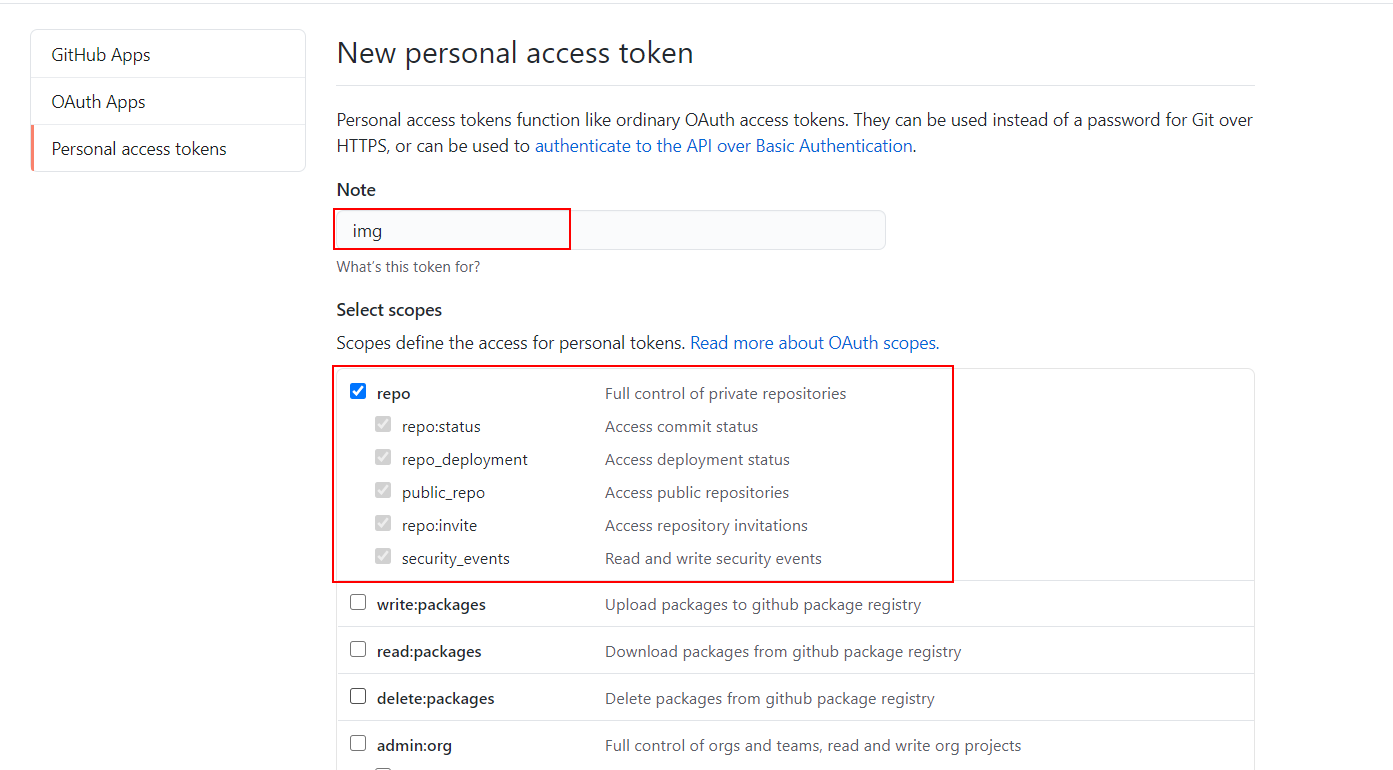 GitHub Apps
OAuth Apps
Personal access tokens
New personal access token
Personal access tokens function like ordinary OAuth access tokens. They can be used instead of a password for Git over
HTTPS, or can be used to authenticate to the API over Basic Authentication.
Note
img
What's this token for?
Select scopes
Scopes define the access for personal tokens. Read more about OAuth scopes.
repo Full control of private repositories
repo:status Access commit status
repo_deployment Access deployment status
public_repo Access public repositories
repo:invite Access repository invitations
security_events Read and write security events
write:packages Upload packages to github package registry
read:packages Download packages from github package registry
delete:packages Delete packages from github package registry
admin:org Full control of orgs and teams, read and write org projects